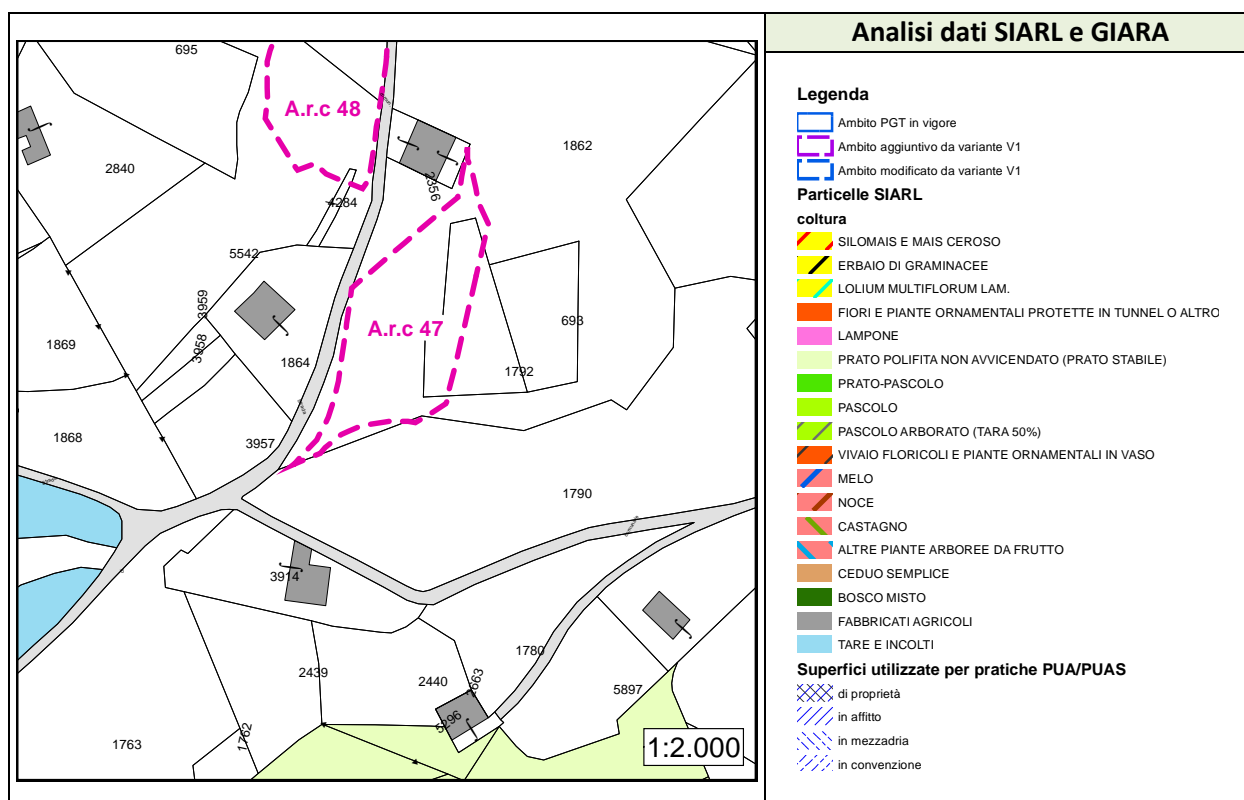 695
A.r.c 48
2840
1862
2356
4284
5542
3959
A.r.c 47
693
1869
3958
1864
1792
1868
3957
1790
3914
1780
2439
2440
2663
5897
5296
1763
1762
1:2.000
Analisi dati SIARL e GIARA
Legenda
Ambito PGT in vigore
Ambito aggiuntivo da variante V1
Ambito modificato da variante V1
Particelle SIARL
coltura
SILOMAIS E MAIS CEROSO
ERBAIO DI GRAMINACEE
LOLIUM MULTIFLORUM LAM.
FIORI E PIANTE ORNAMENTALI PROTETTE IN TUNNEL O ALTRO
LAMPONE
PRATO POLIFITA NON AVVICENDATO (PRATO STABILE)
PRATO-PASCOLO
PASCOLO
PASCOLO ARBORATO (TARA 50%)
VIVAIO FLORICOLI E PIANTE ORNAMENTALI IN VASO
MELO
NOCE
CASTAGNO
ALTRE PIANTE ARBOREE DA FRUTTO
CEDUO SEMPLICE
BOSCO MISTO
FABBRICATI AGRICOLI
TARE E INCOLTI
Superfici utilizzate per pratiche PUA/PUAS
di proprietà
in affitto
in mezzadria
in convenzione